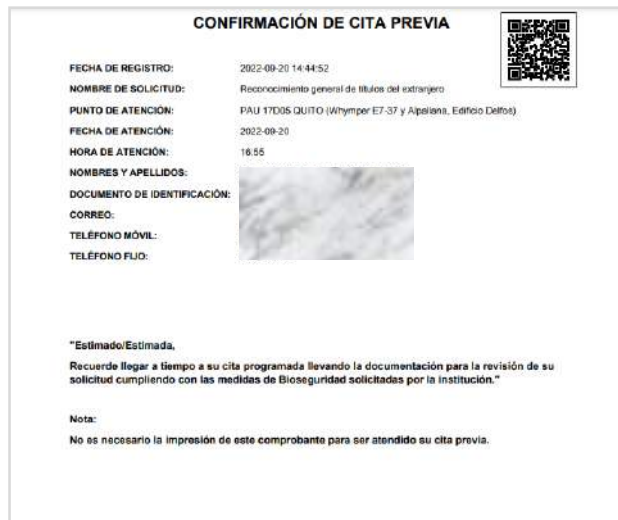 CONFIRMACIÓN DE CITA PREVIA
FECHA DE REGISTRO: 2022-09-20 14:44:52
NOMBRE DE SOLICITUD: Reconocimiento general de títulos del extranjero
PUNTO DE ATENCIÓN: PAU 17D05 QUITO (Whymper E7-37 y Alpallana, Edificio Delfos)
FECHA DE ATENCIÓN: 2022-09-20
HORA DE ATENCIÓN: 16:55
NOMBRES Y APELLIDOS:
DOCUMENTO DE IDENTIFICACIÓN:
CORREO:
TELÉFONO MÓVIL:
TELÉFONO FIJO:
"Estimado/Estimada,
Recuerde llegar a tiempo a su cita programada llevando la documentación para la revisión de su
solicitud cumpliendo con las medidas de Bioseguridad solicitadas por la institución."
Nota:
No es necesario la impresión de este comprobante para ser atendido su cita previa.